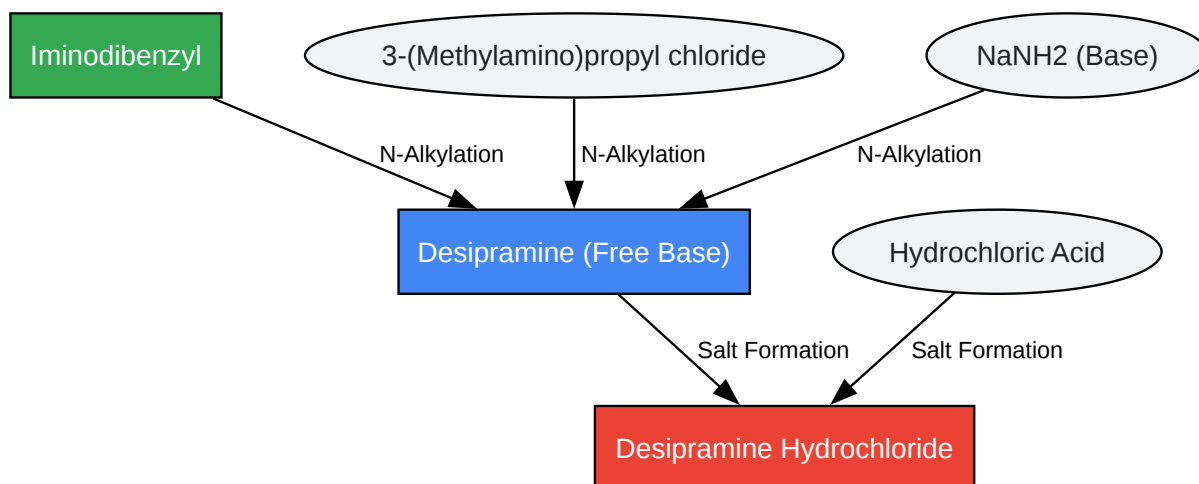 Iminodibenzyl
3-(Methylamino)propyl chloride
NaNH2 (Base)
N-Alkylation
N-Alkylation
N-Alkylation
Desipramine (Free Base)
Hydrochloric Acid
Salt Formation
Salt Formation
Desipramine Hydrochloride